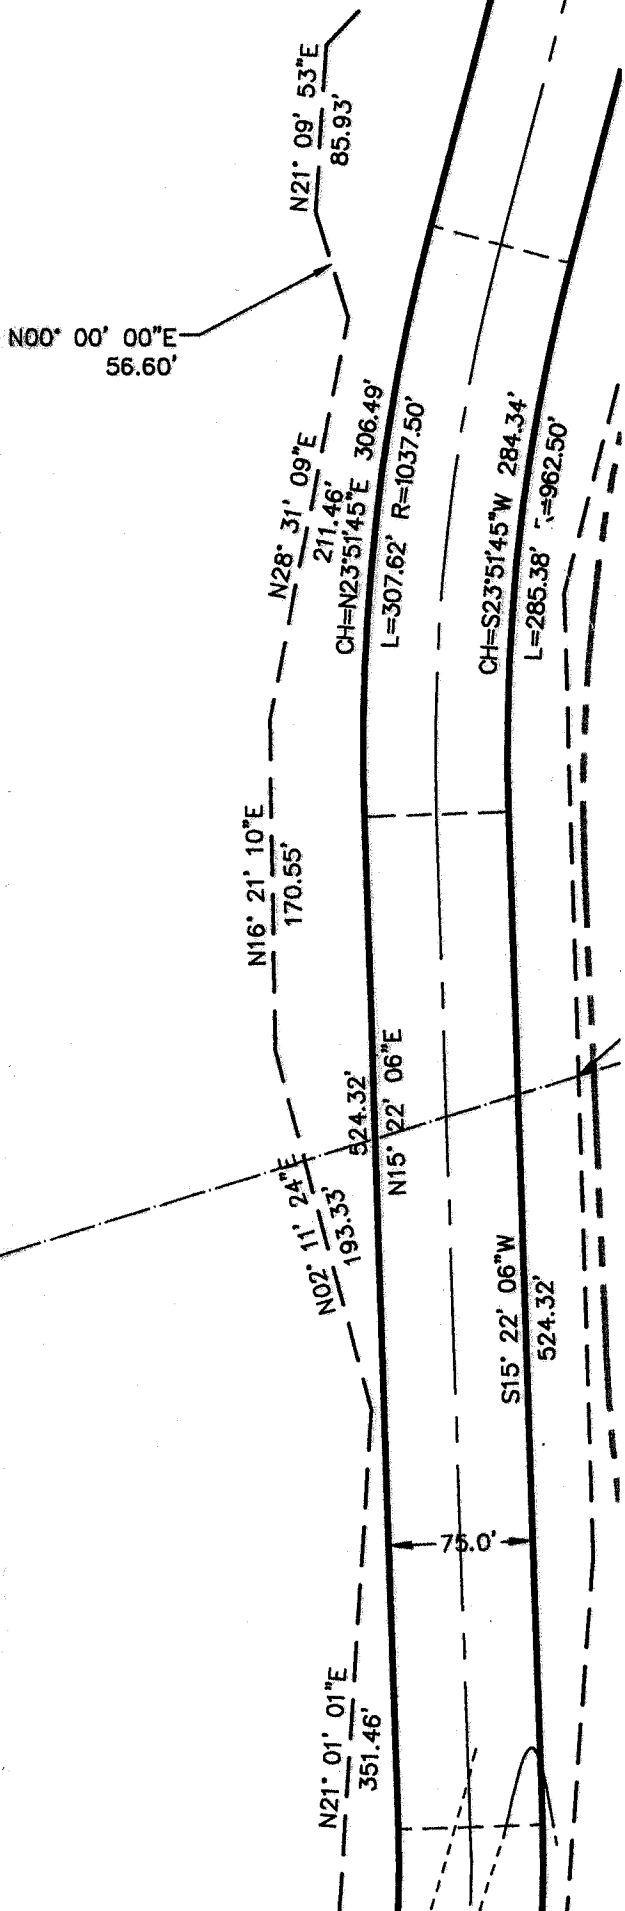 N21° 09' 53"E
85.93'
N00° 00' 00"E
56.60'
N28° 31' 09"E
211.46'
CH=N23°51'45"E 306.49'
L=307.62' R=1037.50'
CH=S23°51'45"W 284.34'
L=285.38' R=962.50'
N16° 21' 10"E
170.55'
524.32'
N15° 22' 06"E
N02° 11' 24"E
193.33'
S15° 22' 06"W
524.32'
75.0'
N21° 01' 01"E
351.46'